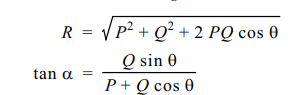 R = √P² + Q² + 2 PQ cos θ
tan α = Q sin θ / P + Q cos θ